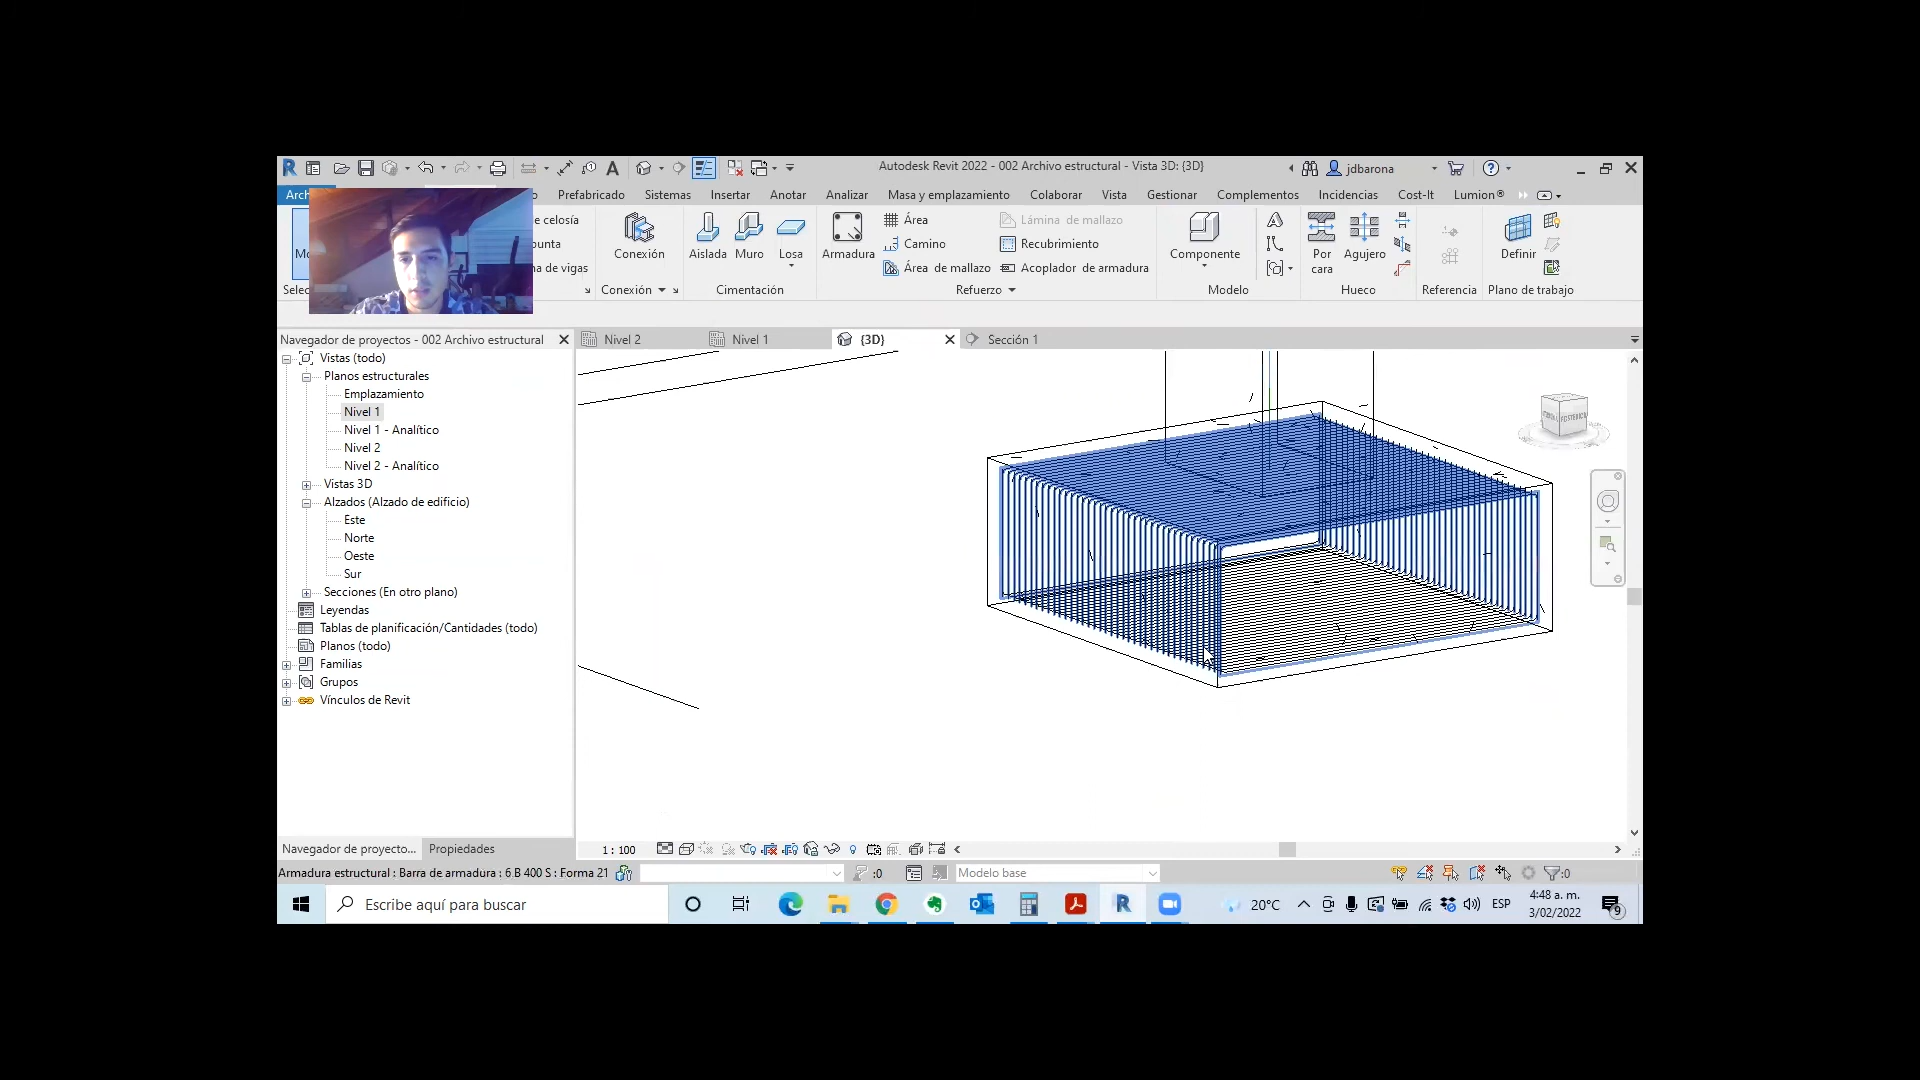 Autodesk Revit 2022 - 002 Archivo estructural - Vista 3D: {3D}
jdbarona
Arch
Prefabricado
Sistemas
Insertar
Anotar
Analizar
Masa y emplazamiento
Colaborar
Vista
Gestionar
Complementos
Incidencias
Cost-It
Lumion®
e celosía
Área
Lámina de mallazo
Mo
punta
Conexión
Aislada
Muro
Losa
Armadura
Camino
Recubrimiento
Componente
Por cara
Agujero
Definir
na de vigas
Área de mallazo
Acoplador de armadura
Selec
Conexión
Cimentación
Refuerzo
Modelo
Hueco
Referencia
Plano de trabajo
Navegador de proyectos - 002 Archivo estructural
Nivel 2
Nivel 1
{3D}
Sección 1
Vistas (todo)
Planos estructurales
Emplazamiento
Nivel 1
Nivel 1 - Analítico
Nivel 2
Nivel 2 - Analítico
Vistas 3D
Alzados (Alzado de edificio)
Este
Norte
Oeste
Sur
Secciones (En otro plano)
Leyendas
Tablas de planificación/Cantidades (todo)
Planos (todo)
Familias
Grupos
Vínculos de Revit
Navegador de proyecto...
Propiedades
1 : 100
Armadura estructural : Barra de armadura : 6 B 400 S : Forma 21
:0
Modelo base
:0
Escribe aquí para buscar
20°C
ESP
4:48 a. m.
3/02/2022
9